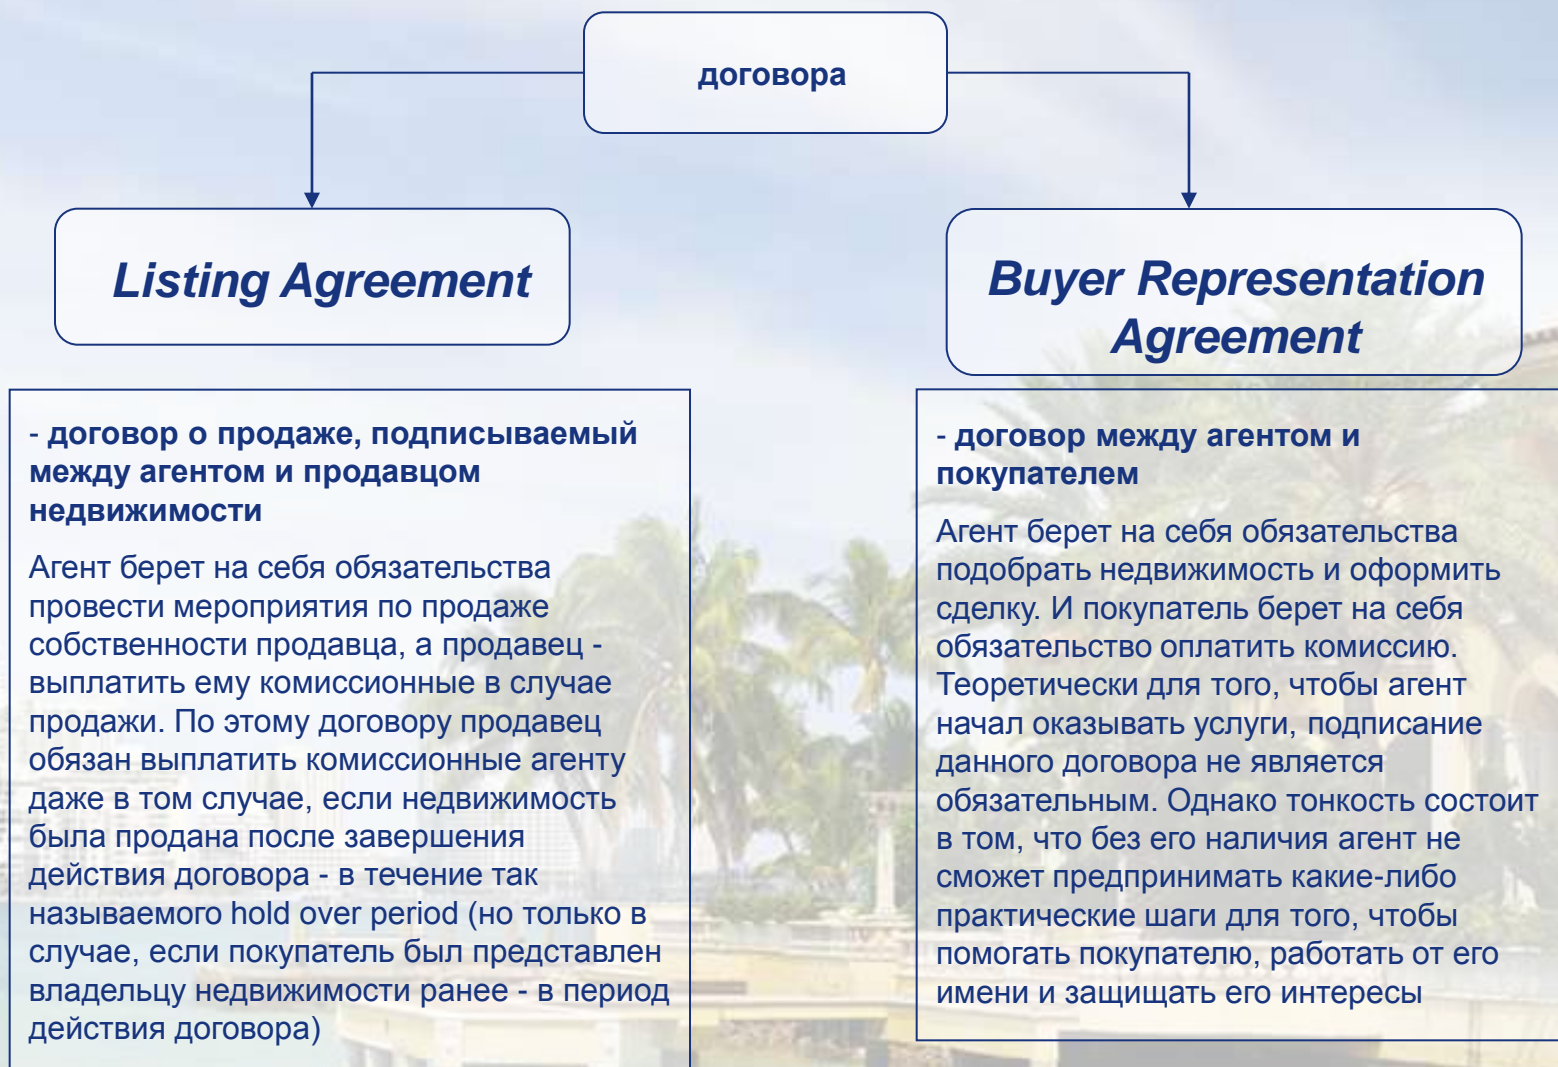 договора
Listing Agreement
Buyer Representation
Agreement
- договор о продаже, подписываемый
между агентом и продавцом
недвижимости
Агент берет на себя обязательства
провести мероприятия по продаже
собственности продавца, а продавец -
выплатить ему комиссионные в случае
продажи. По этому договору продавец
обязан выплатить комиссионные агенту
даже в том случае, если недвижимость
была продана после завершения
действия договора - в течение так
называемого hold over period (но только в
случае, если покупатель был представлен
владельцу недвижимости ранее - в период
действия договора)
- договор между агентом и
покупателем
Агент берет на себя обязательства
подобрать недвижимость и оформить
сделку. И покупатель берет на себя
обязательство оплатить комиссию.
Теоретически для того, чтобы агент
начал оказывать услуги, подписание
данного договора не является
обязательным. Однако тонкость состоит
в том, что без его наличия агент не
сможет предпринимать какие-либо
практические шаги для того, чтобы
помогать покупателю, работать от его
имени и защищать его интересы